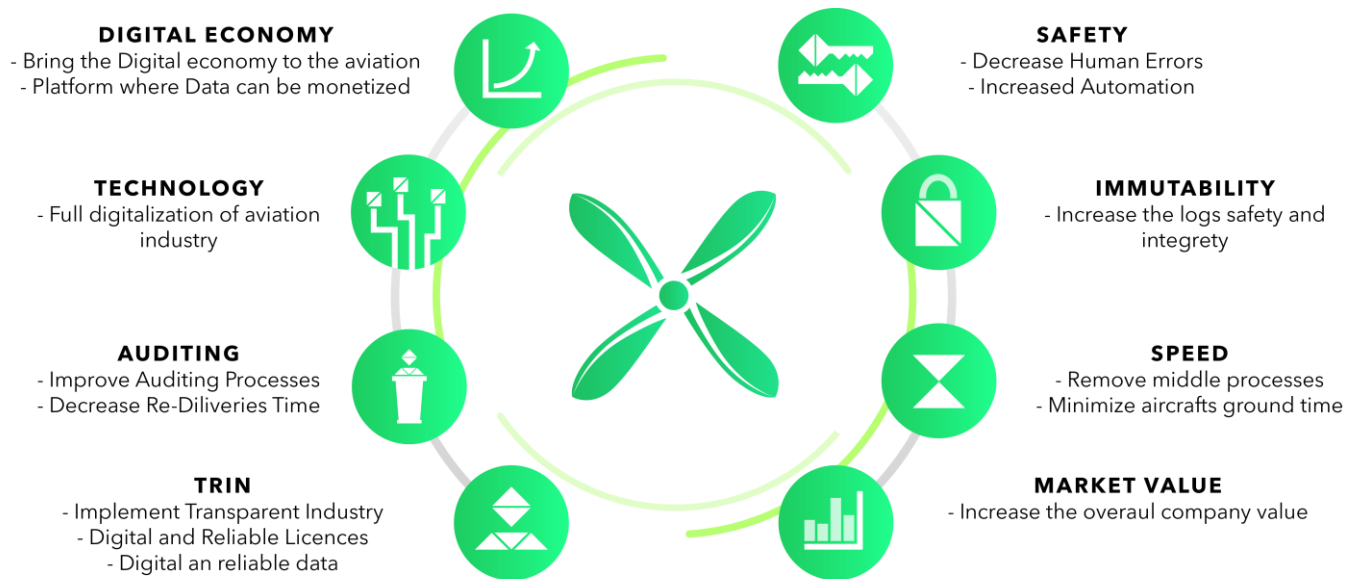 DIGITAL ECONOMY
- Bring the Digital economy to the aviation
- Platform where Data can be monetized
TECHNOLOGY
- Full digitalization of aviation
industry
AUDITING
- Improve Auditing Processes
- Decrease Re-Diliveries Time
TRIN
- Implement Transparent Industry
- Digital and Reliable Licences
- Digital an reliable data
SAFETY
- Decrease Human Errors
- Increased Automation
IMMUTABILITY
- Increase the logs safety and
integrety
SPEED
- Remove middle processes
- Minimize aircrafts ground time
MARKET VALUE
- Increase the overaul company value